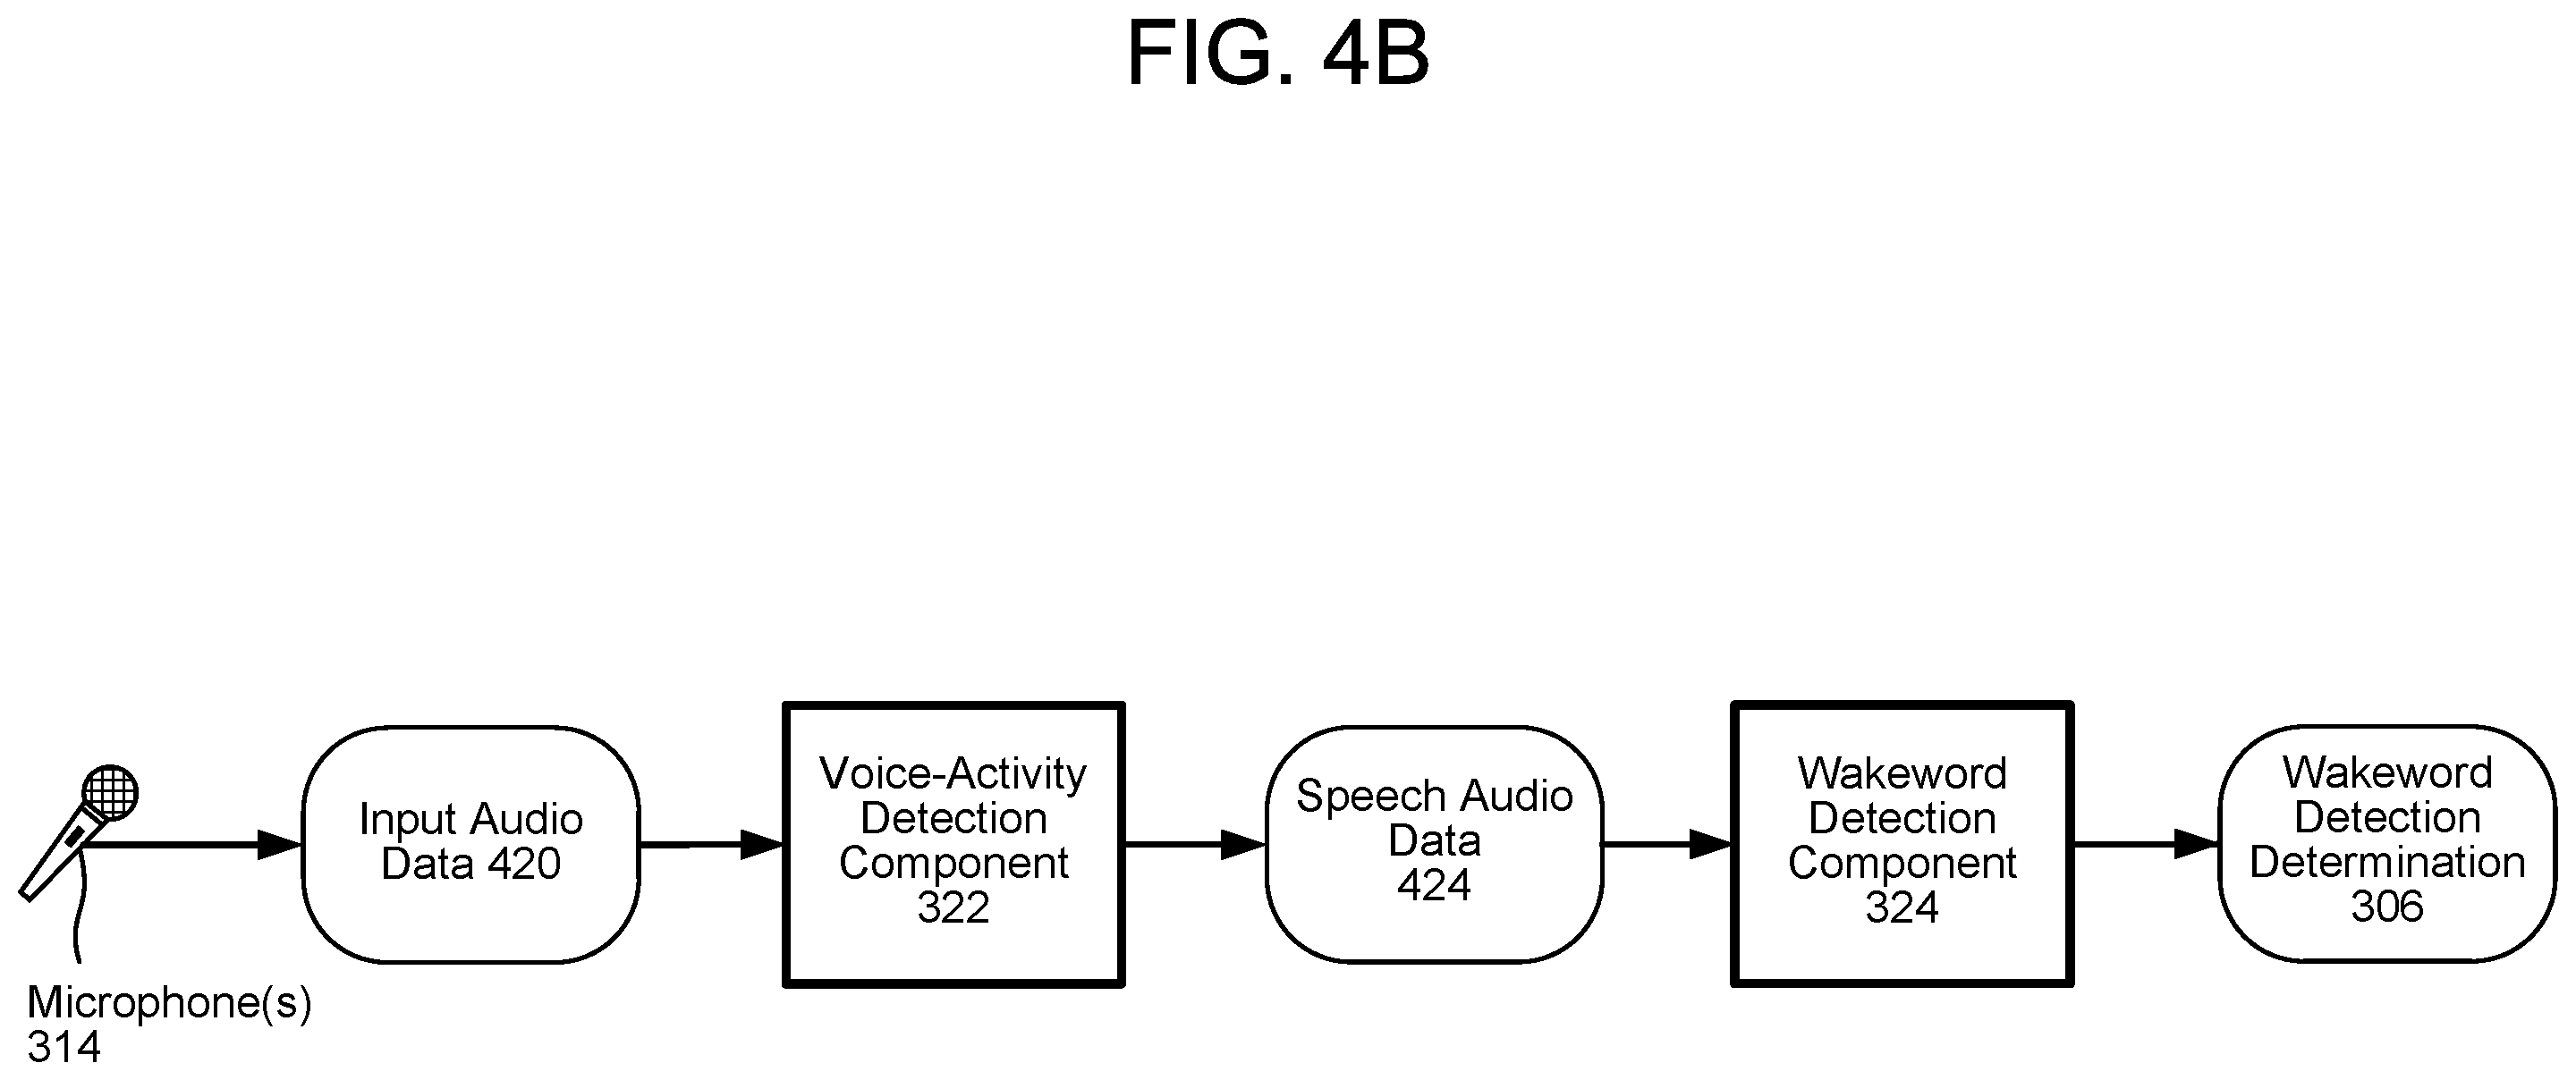 FIG. 4B
Input Audio
Data 420
Voice-Activity
Detection
Component
322
Speech Audio
Data
424
Wakeword
Detection
Component
324
Wakeword
Detection
Determination
306
Microphone(s)
314